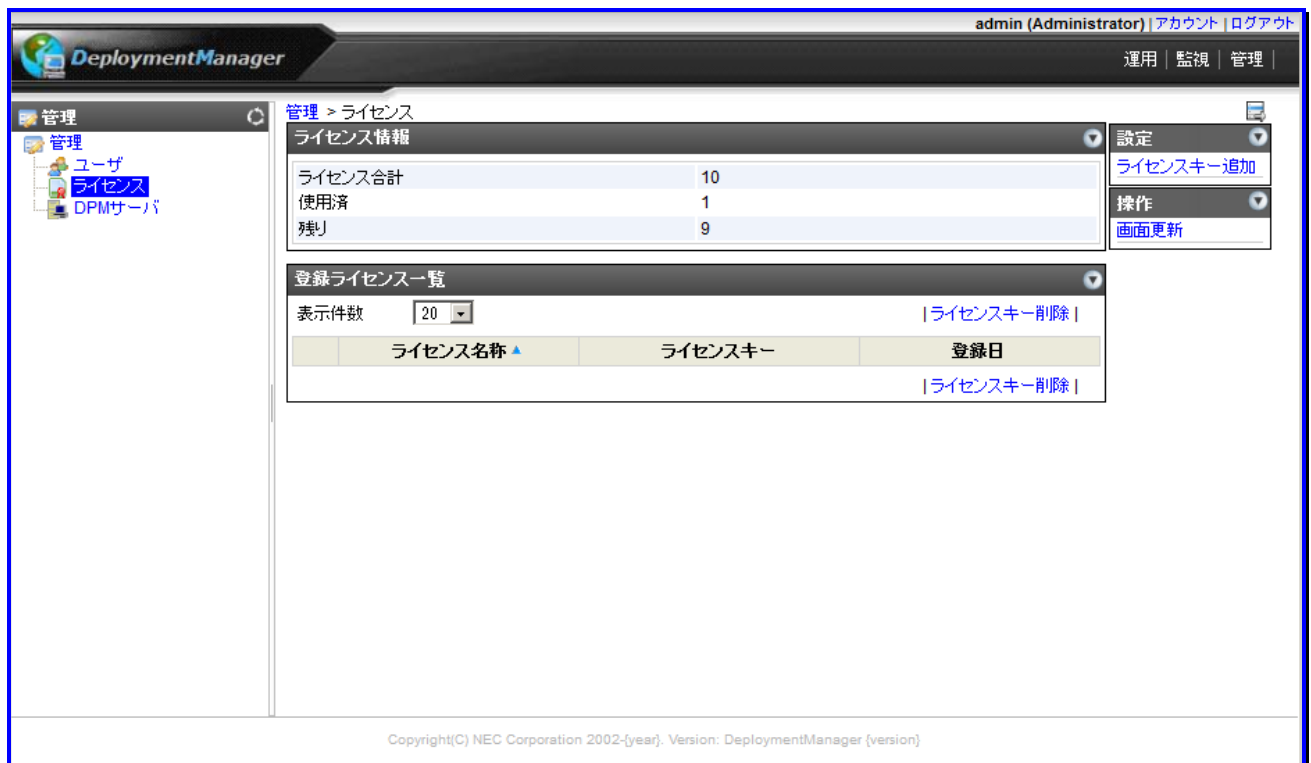 admin (Administrator) | アカウント | ログアウト
DeploymentManager
運用 | 監視 | 管理 |
管理
管理
ユーザ
ライセンス
DPMサーバ
管理 > ライセンス
ライセンス情報
ライセンス合計 10
使用済 1
残り 9
登録ライセンス一覧
表示件数 20 | ライセンスキー削除 |
ライセンス名称▲ ライセンスキー 登録日
| ライセンスキー削除 |
設定
ライセンスキー追加
操作
画面更新
Copyright(C) NEC Corporation 2002-{year}. Version: DeploymentManager {version}